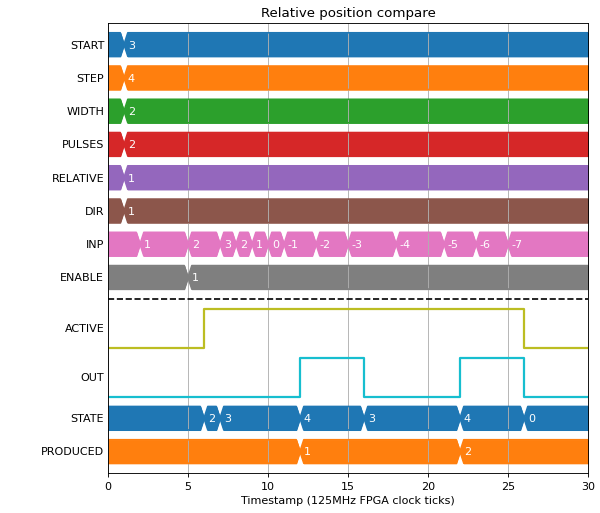 Relative position compare
START 3
STEP 4
WIDTH 2
PULSES 2
RELATIVE 1
DIR 1
INP 1 2 3 2 1 0 -1 -2 -3 -4 -5 -6 -7
ENABLE 1
ACTIVE
OUT
STATE 2 3 4 3 4 0
PRODUCED 1 2
0 5 10 15 20 25 30
Timestamp (125MHz FPGA clock ticks)